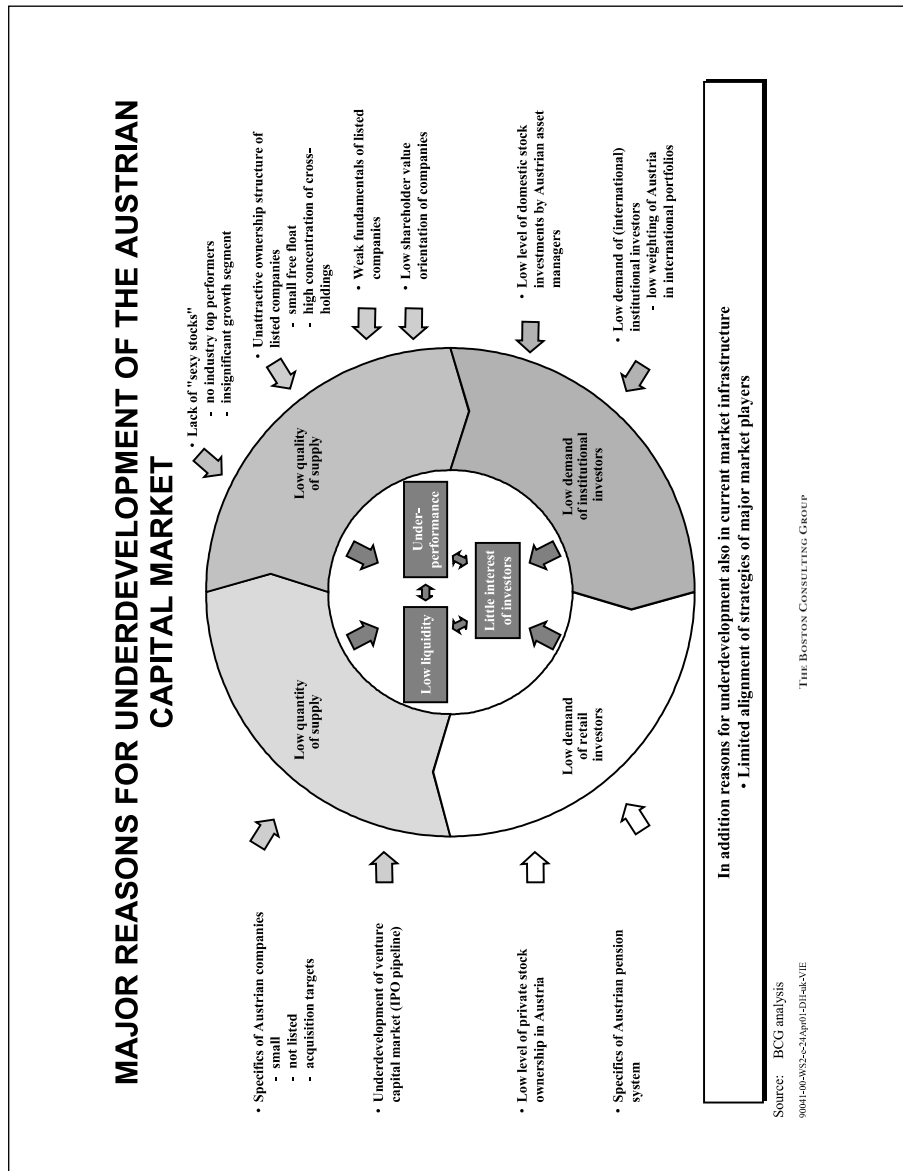 MAJOR REASONS FOR UNDERDEVELOPMENT OF THE AUSTRIAN
CAPITAL MARKET
• Specifics of Austrian companies
- small
- not listed
- acquisition targets
• Underdevelopment of venture
capital market (IPO pipeline)
• Low level of private stock
ownership in Austria
• Specifics of Austrian pension
system
Low quantity
of supply
Low quality
of supply
Low liquidity
Under-
performance
Little interest
of investors
Low demand
of retail
investors
Low demand
of institutional
investors
• Lack of "sexy stocks"
- no industry top performers
- insignificant growth segment
• Unattractive ownership structure of
listed companies
- small free float
- high concentration of cross-
holdings
• Weak fundamentals of listed
companies
• Low shareholder value
orientation of companies
• Low level of domestic stock
investments by Austrian asset
managers
• Low demand of (international)
institutional investors
- low weighting of Austria
in international portfolios
In addition reasons for underdevelopment also in current market infrastructure
• Limited alignment of strategies of major market players
Source: BCG analysis
90041-00-WS2-e-24Apr01-DH-uk-VIE
THE BOSTON CONSULTING GROUP